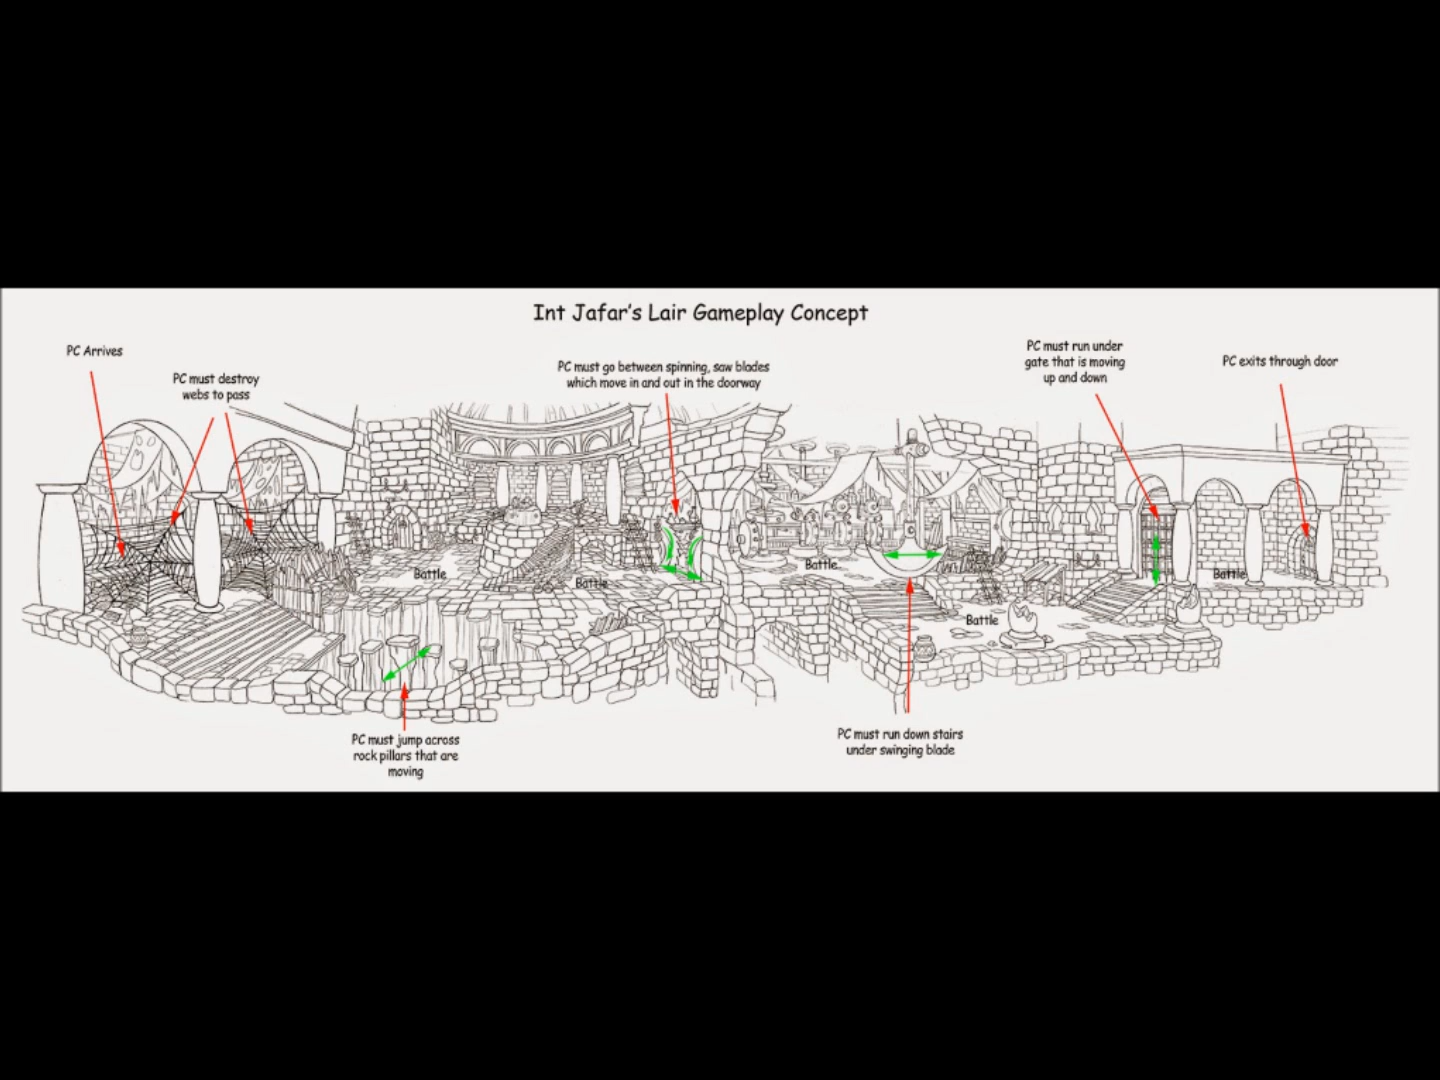 Int Jafar's Lair Gameplay Concept
PC Arrives
PC must destroy
webs to pass
PC must go between spinning, saw blades
which move in and out in the doorway
PC must run under
gate that is moving
up and down
PC exits through door
Battle
Battle
Battle
Battle
Battle
PC must jump across
rock pillars that are
moving
PC must run down stairs
under swinging blade